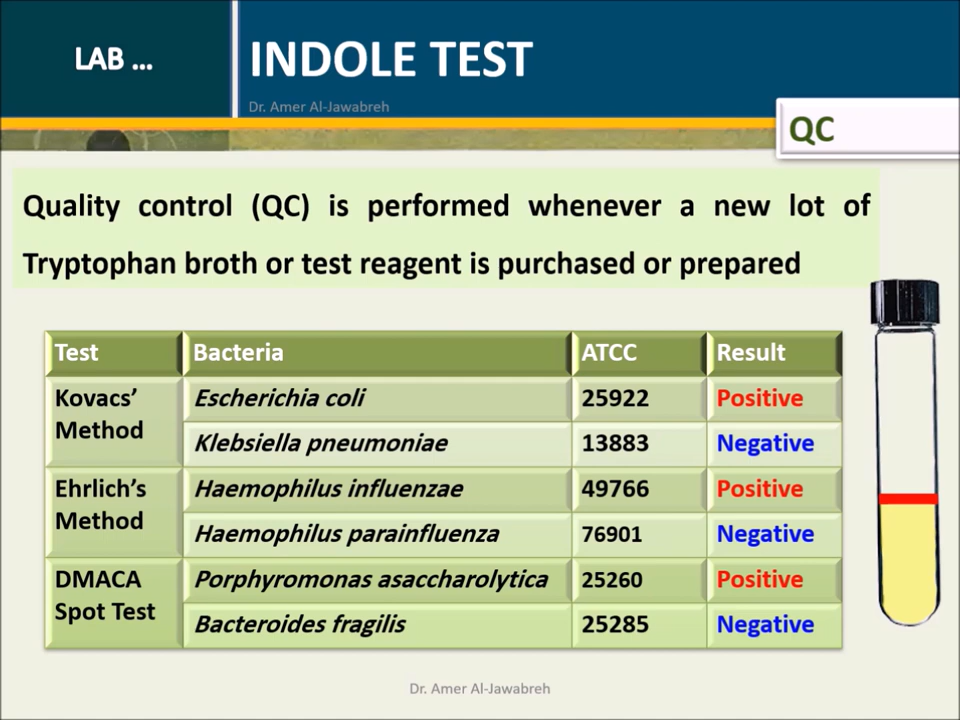 LAB ...
INDOLE TEST
Dr. Amer Al-Jawabreh
QC
Quality control (QC) is performed whenever a new lot of
Tryptophan broth or test reagent is purchased or prepared
Test Bacteria ATCC Result
Kovacs’ Method Escherichia coli 25922 Positive
Klebsiella pneumoniae 13883 Negative
Ehrlich’s Method Haemophilus influenzae 49766 Positive
Haemophilus parainfluenza 76901 Negative
DMACA Spot Test Porphyromonas asaccharolytica 25260 Positive
Bacteroides fragilis 25285 Negative
Dr. Amer Al-Jawabreh